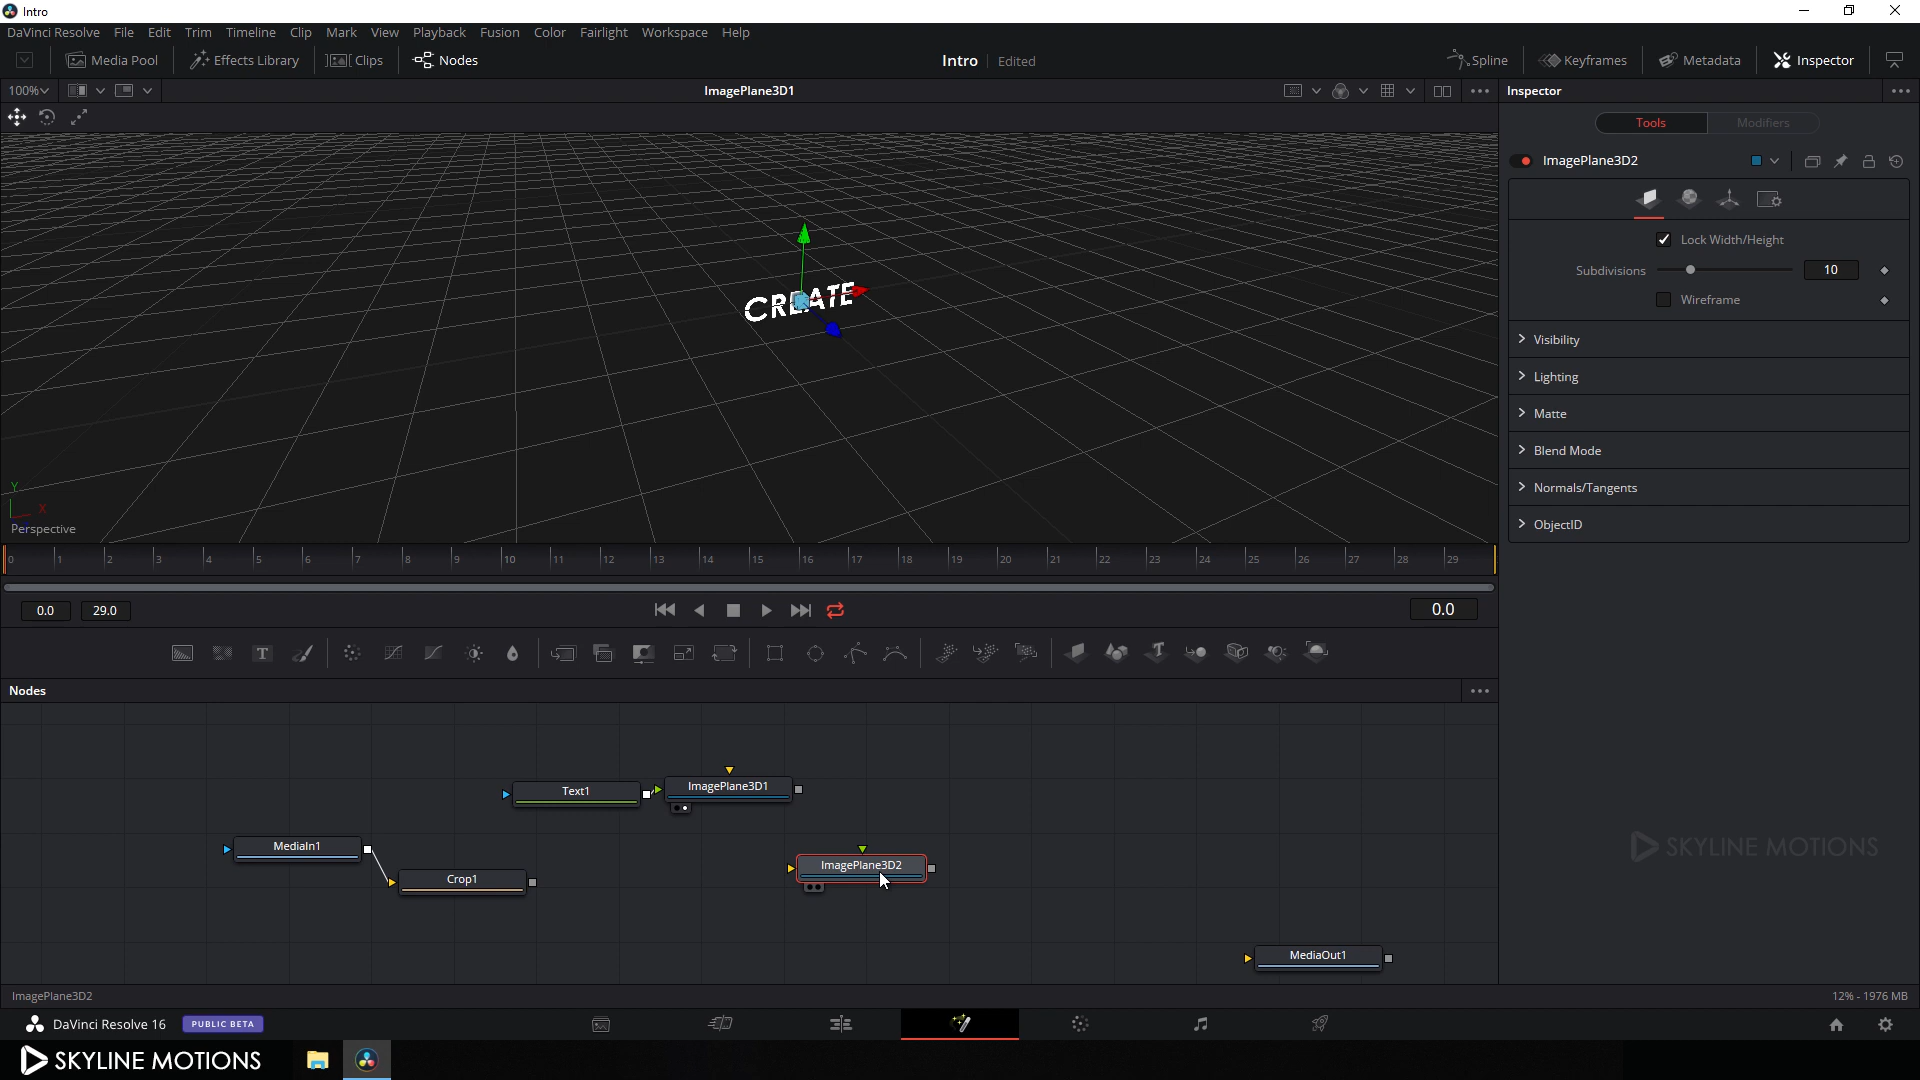 Intro
DaVinci Resolve File Edit Trim Timeline Clip Mark View Playback Fusion Color Fairlight Workspace Help
Media Pool Effects Library Clips Nodes Intro Edited Spline Keyframes Metadata Inspector
100% ImagePlane3D1 Inspector
Tools Modifiers
ImagePlane3D2
Lock Width/Height
Subdivisions 10
Wireframe
Visibility
Lighting
Matte
Blend Mode
Normals/Tangents
ObjectID
CREATE
Y
X
Perspective
0 1 2 3 4 5 6 7 8 9 10 11 12 13 14 15 16 17 18 19 20 21 22 23 24 25 26 27 28 29
0.0 29.0 0.0
T T
Nodes
Text1 ImagePlane3D1
MediaIn1
ImagePlane3D2
Crop1
MediaOut1
SKYLINE MOTIONS
ImagePlane3D2 12% - 1976 MB
DaVinci Resolve 16 PUBLIC BETA
SKYLINE MOTIONS